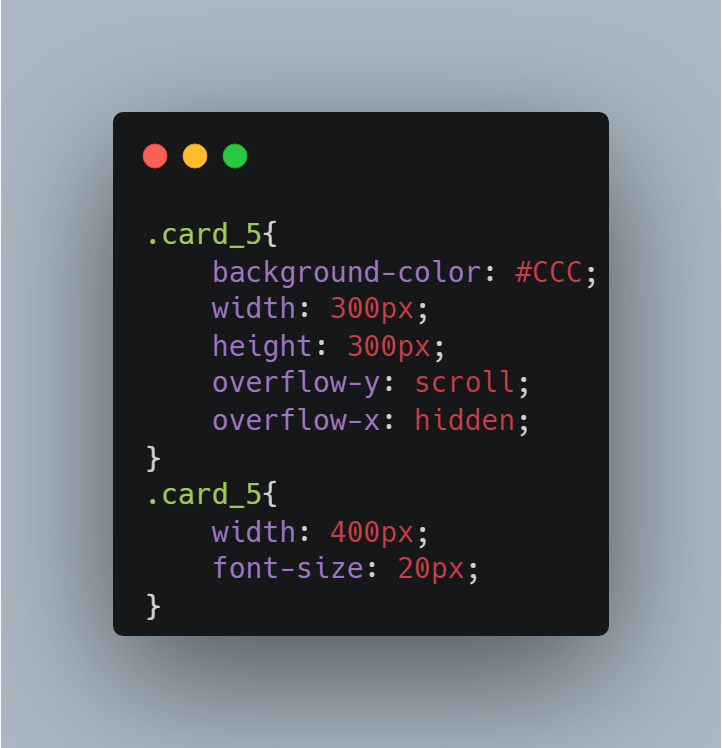 .card_5{
    background-color: #CCC;
    width: 300px;
    height: 300px;
    overflow-y: scroll;
    overflow-x: hidden;
}
.card_5{
    width: 400px;
    font-size: 20px;
}